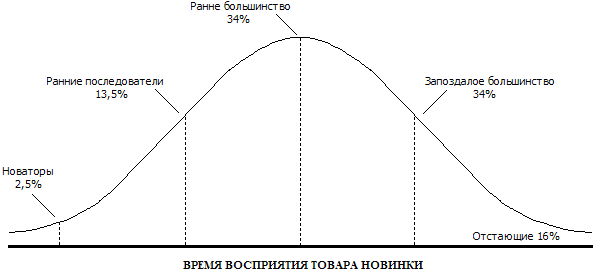 Ранне большинство
34%
Ранние последователи
13,5%
Запоздалое большинство
34%
Новаторы
2,5%
Отстающие 16%
ВРЕМЯ ВОСПРИЯТИЯ ТОВАРА НОВИНКИ